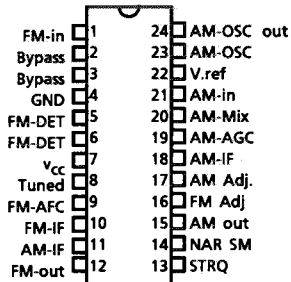 FM-in 1 24 AM-OSC out
Bypass 2 23 AM-OSC
Bypass 3 22 V.ref
GND 4 21 AM-in
FM-DET 5 20 AM-Mix
FM-DET 6 19 AM-AGC
VCC 7 18 AM-IF
Tuned 8 17 AM Adj.
FM-AFC 9 16 FM Adj
FM-IF 10 15 AM out
AM-IF 11 14 NAR SM
FM-out 12 13 STRQ